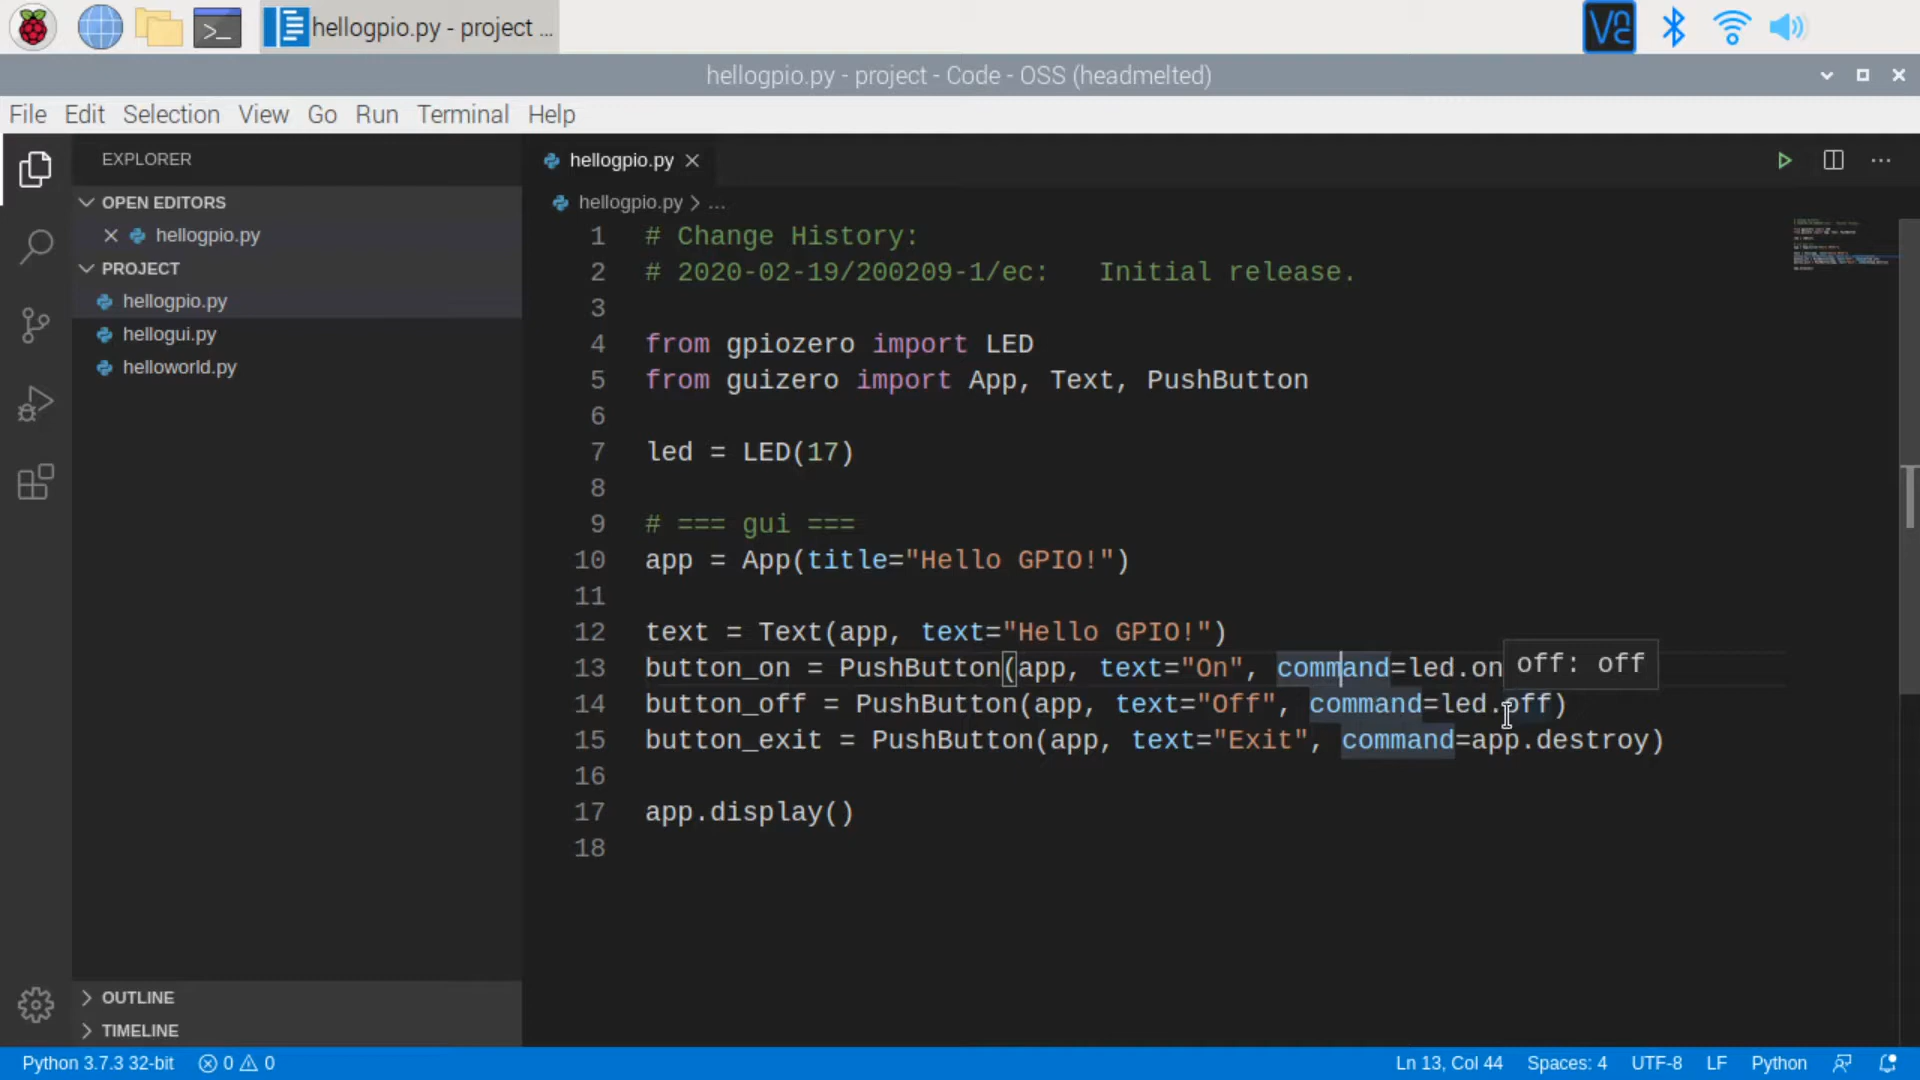 hellogpio.py - project ...
hellogpio.py - project - Code - OSS (headmelted)
File Edit Selection View Go Run Terminal Help
EXPLORER
OPEN EDITORS
hellogpio.py
PROJECT
hellogpio.py
hellogui.py
helloworld.py
OUTLINE
TIMELINE
hellogpio.py
hellogpio.py > ...
1 # Change History:
2 # 2020-02-19/200209-1/ec:   Initial release.
3
4 from gpiozero import LED
5 from guizero import App, Text, PushButton
6
7 led = LED(17)
8
9 # === gui ===
10 app = App(title="Hello GPIO!")
11
12 text = Text(app, text="Hello GPIO!")
13 button_on = PushButton(app, text="On", command=led.on
off: off
14 button_off = PushButton(app, text="Off", command=led.off)
15 button_exit = PushButton(app, text="Exit", command=app.destroy)
16
17 app.display()
18
Python 3.7.3 32-bit 0 0 Ln 13, Col 44 Spaces: 4 UTF-8 LF Python